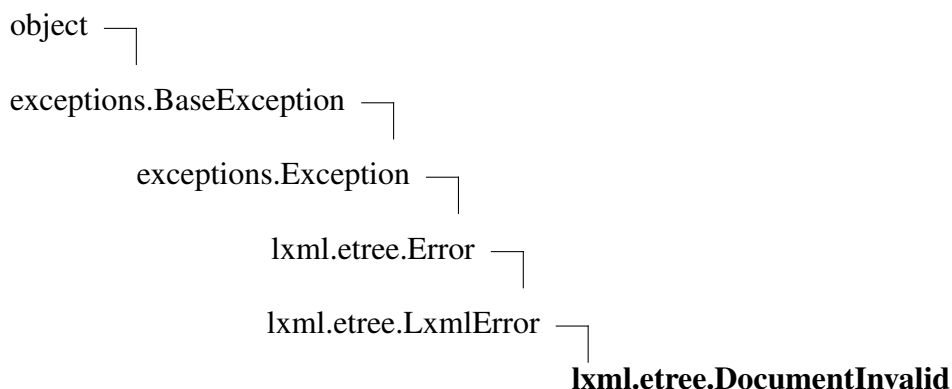 object
exceptions.BaseException
exceptions.Exception
lxml.etree.Error
lxml.etree.LxmlError
lxml.etree.DocumentInvalid